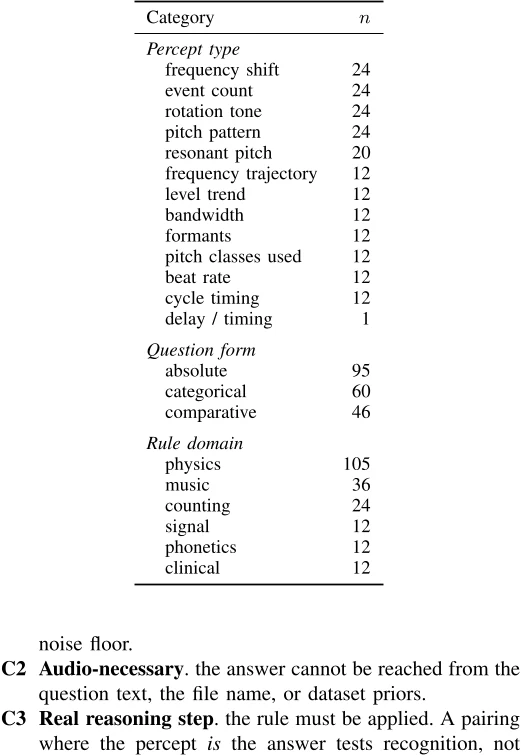 Category n
Percept type
frequency shift 24
event count 24
rotation tone 24
pitch pattern 24
resonant pitch 20
frequency trajectory 12
level trend 12
bandwidth 12
formants 12
pitch classes used 12
beat rate 12
cycle timing 12
delay / timing 1
Question form
absolute 95
categorical 60
comparative 46
Rule domain
physics 105
music 36
counting 24
signal 12
phonetics 12
clinical 12
noise floor.
C2 Audio-necessary. the answer cannot be reached from the
question text, the file name, or dataset priors.
C3 Real reasoning step. the rule must be applied. A pairing
where the percept is the answer tests recognition, not